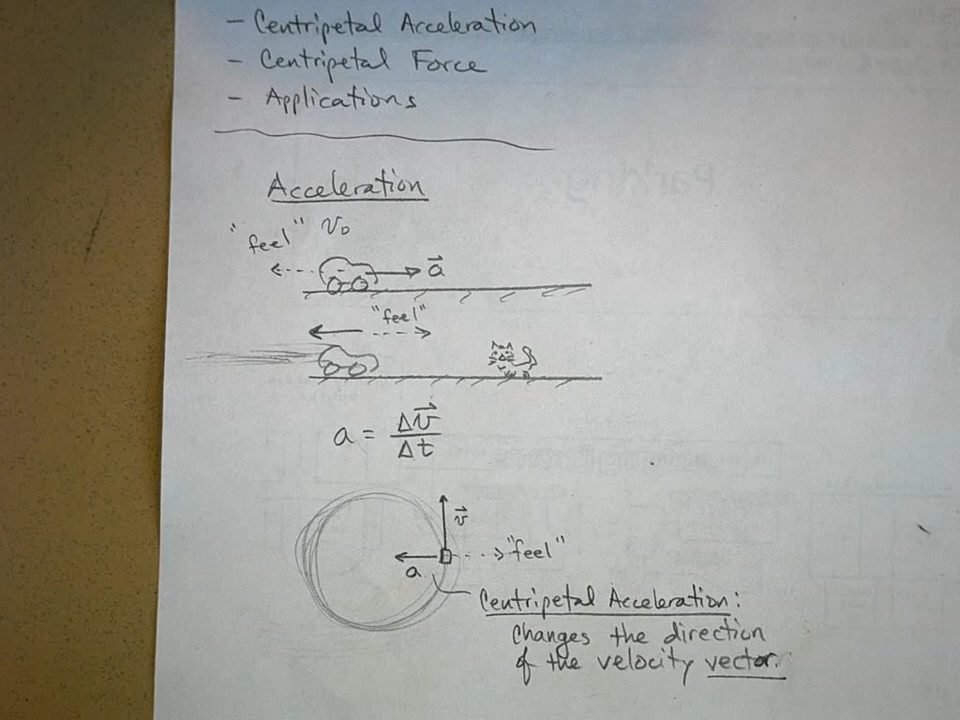 - Centripetal Acceleration
- Centripetal Force
- Applications
Acceleration
"feel" v₀
a⃗
"feel"
a = Δv⃗/Δt
v⃗
"feel"
a
Centripetal Acceleration:
Changes the direction
of the velocity vector.
Parking